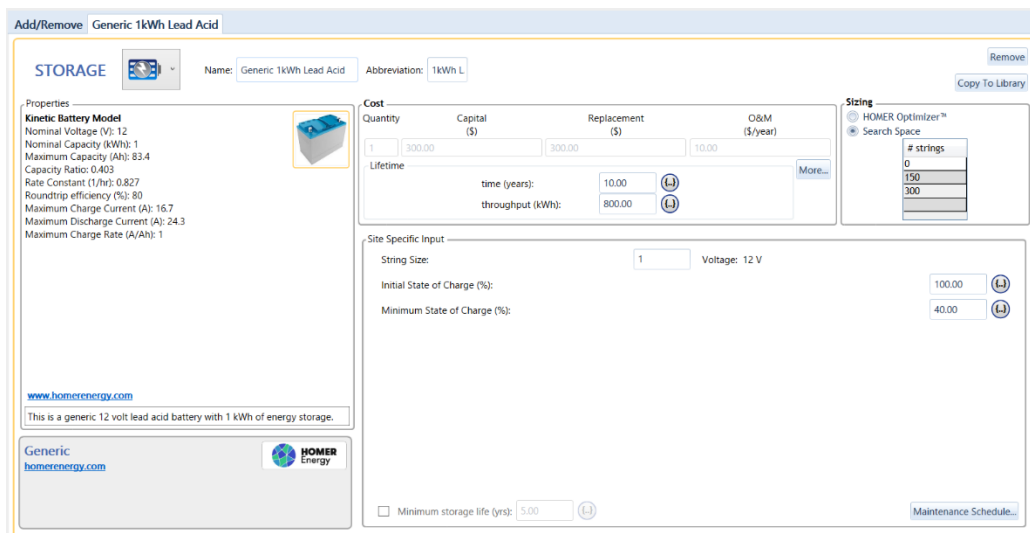 Add/Remove Generic 1kWh Lead Acid
STORAGE
Name: Generic 1kWh Lead Acid Abbreviation: 1kWh L
Remove
Copy To Library
Properties
Kinetic Battery Model
Nominal Voltage (V): 12
Nominal Capacity (kWh): 1
Maximum Capacity (Ah): 83.4
Capacity Ratio: 0.403
Rate Constant (1/hr): 0.827
Roundtrip efficiency (%): 80
Maximum Charge Current (A): 16.7
Maximum Discharge Current (A): 24.3
Maximum Charge Rate (A/Ah): 1
www.homerenergy.com
This is a generic 12 volt lead acid battery with 1 kWh of energy storage.
Generic
homerenergy.com
HOMER
Energy
Cost
Quantity Capital Replacement O&M
($) ($) ($/year)
1 300.00 300.00 10.00
Lifetime
More...
time (years): 10.00 {..}
throughput (kWh): 800.00 {..}
Sizing
HOMER Optimizer™
Search Space
# strings
0
150
300
Site Specific Input
String Size: 1 Voltage: 12 V
Initial State of Charge (%): 100.00 {..}
Minimum State of Charge (%): 40.00 {..}
Minimum storage life (yrs): 5.00 {..}
Maintenance Schedule...